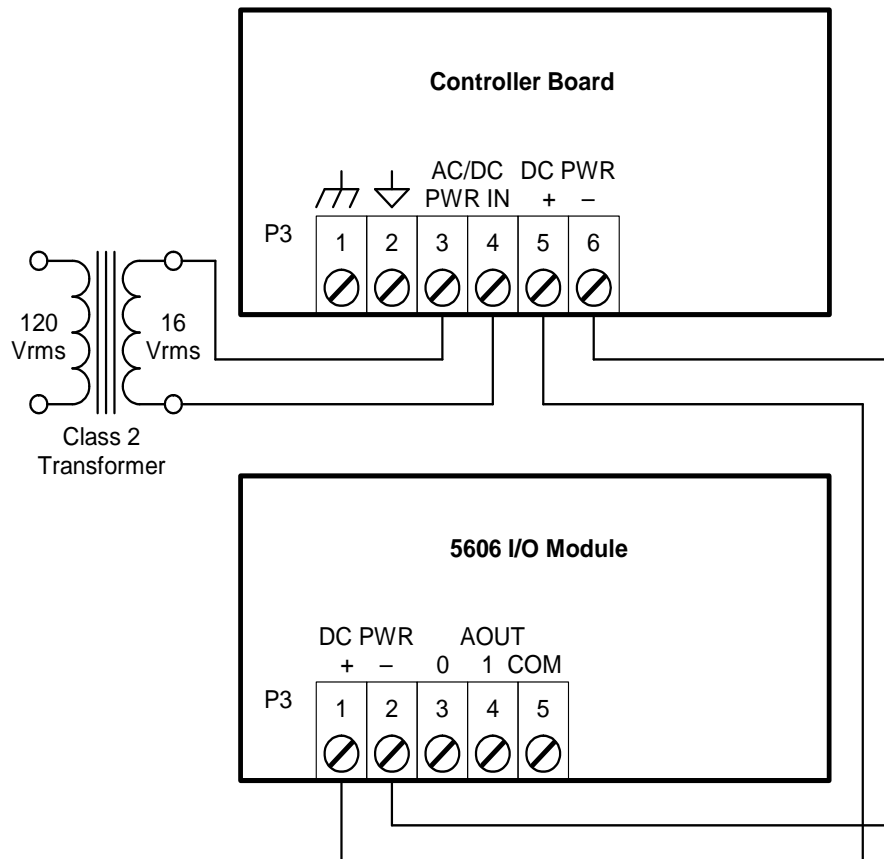 Controller Board
AC/DC DC PWR
PWR IN + –
P3
1 2 3 4 5 6
120
Vrms
16
Vrms
Class 2
Transformer
5606 I/O Module
DC PWR AOUT
+ – 0 1 COM
P3
1 2 3 4 5